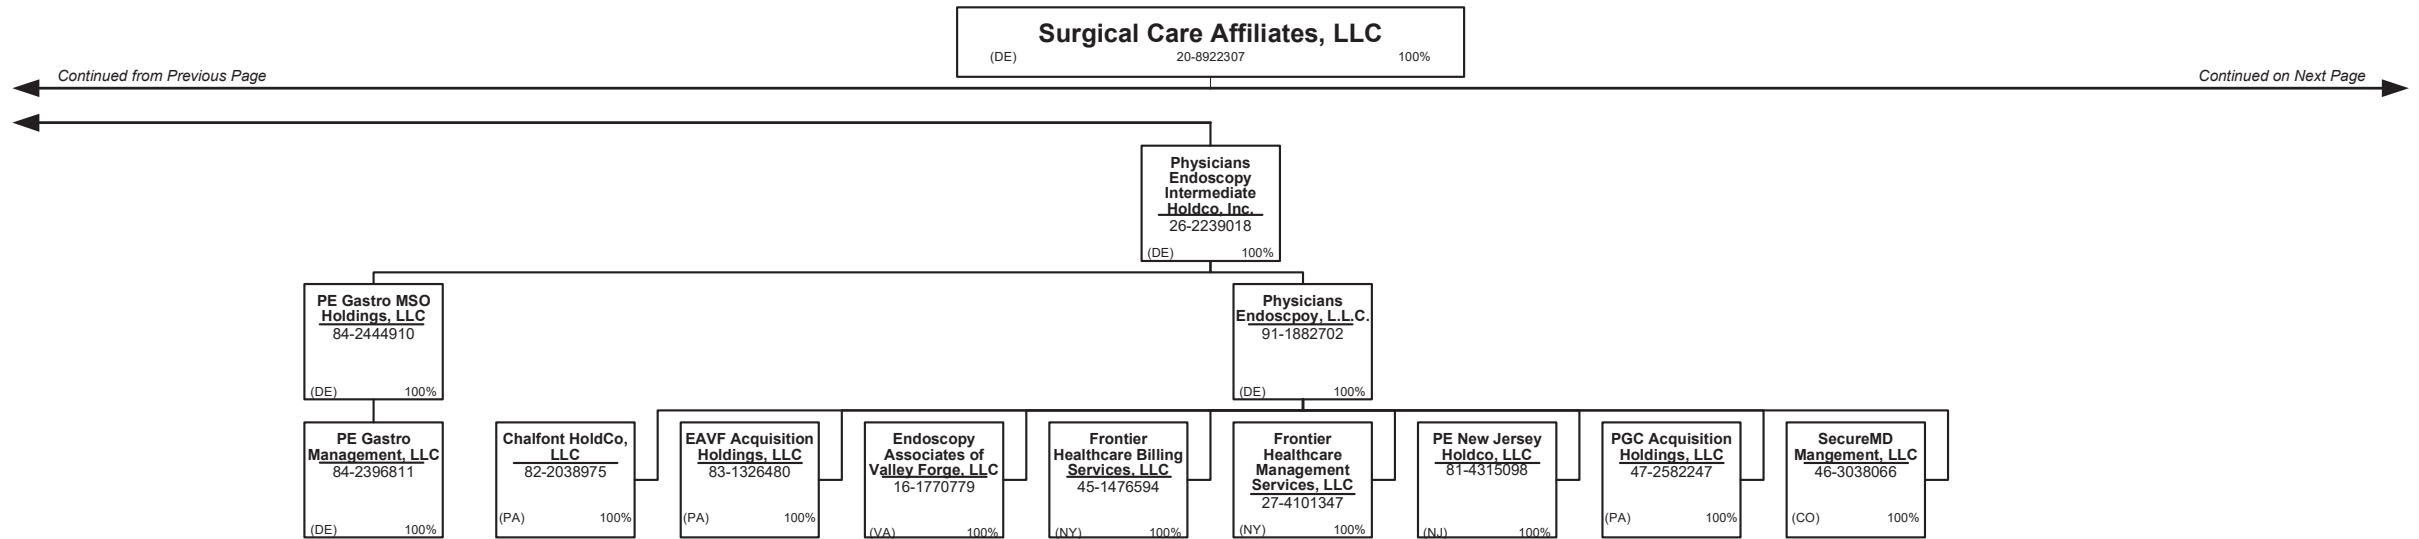 Surgical Care Affiliates, LLC
(DE) 20-8922307 100%
Continued from Previous Page
Continued on Next Page
Physicians
Endoscopy
Intermediate
Holdco, Inc.
26-2239018
(DE) 100%
PE Gastro MSO
Holdings, LLC
84-2444910
(DE) 100%
Physicians
Endoscpoy, L.L.C.
91-1882702
(DE) 100%
PE Gastro
Management, LLC
84-2396811
(DE) 100%
Chalfont HoldCo,
LLC
82-2038975
(PA) 100%
EAVF Acquisition
Holdings, LLC
83-1326480
(PA) 100%
Endoscopy
Associates of
Valley Forge, LLC
16-1770779
(VA) 100%
Frontier
Healthcare Billing
Services, LLC
45-1476594
(NY) 100%
Frontier
Healthcare
Management
Services, LLC
27-4101347
(NY) 100%
PE New Jersey
Holdco, LLC
81-4315098
(NJ) 100%
PGC Acquisition
Holdings, LLC
47-2582247
(PA) 100%
SecureMD
Mangement, LLC
46-3038066
(CO) 100%